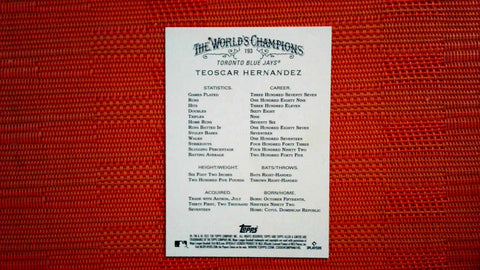 THE WORLD'S CHAMPIONS
193
TORONTO BLUE JAYS®
TEOSCAR HERNANDEZ
STATISTICS. CAREER.
GAMES PLAYED THREE HUNDRED SEVENTY SEVEN
RUNS ONE HUNDRED EIGHTY NINE
HITS THREE HUNDRED ELEVEN
DOUBLES SIXTY EIGHT
TRIPLES NINE
HOME RUNS SEVENTY SIX
RUNS BATTED IN ONE HUNDRED EIGHTY ONE
STOLEN BASES SEVENTEEN
WALKS ONE HUNDRED SEVEN
STRIKEOUTS FOUR HUNDRED FORTY THREE
SLUGGING PERCENTAGE FOUR HUNDRED NINETY TWO
BATTING AVERAGE TWO HUNDRED FORTY FIVE
HEIGHT/WEIGHT. BATS/THROWS.
SIX FOOT TWO INCHES BATS RIGHT-HANDED
TWO HUNDRED FIVE POUNDS THROWS RIGHT-HANDED
ACQUIRED. BORN/HOME.
TRADE WITH ASTROS, JULY BORN: OCTOBER FIFTEENTH,
THIRTY FIRST, TWO THOUSAND NINETEEN NINETY TWO
SEVENTEEN HOME: COTUI, DOMINICAN REPUBLIC
Topps